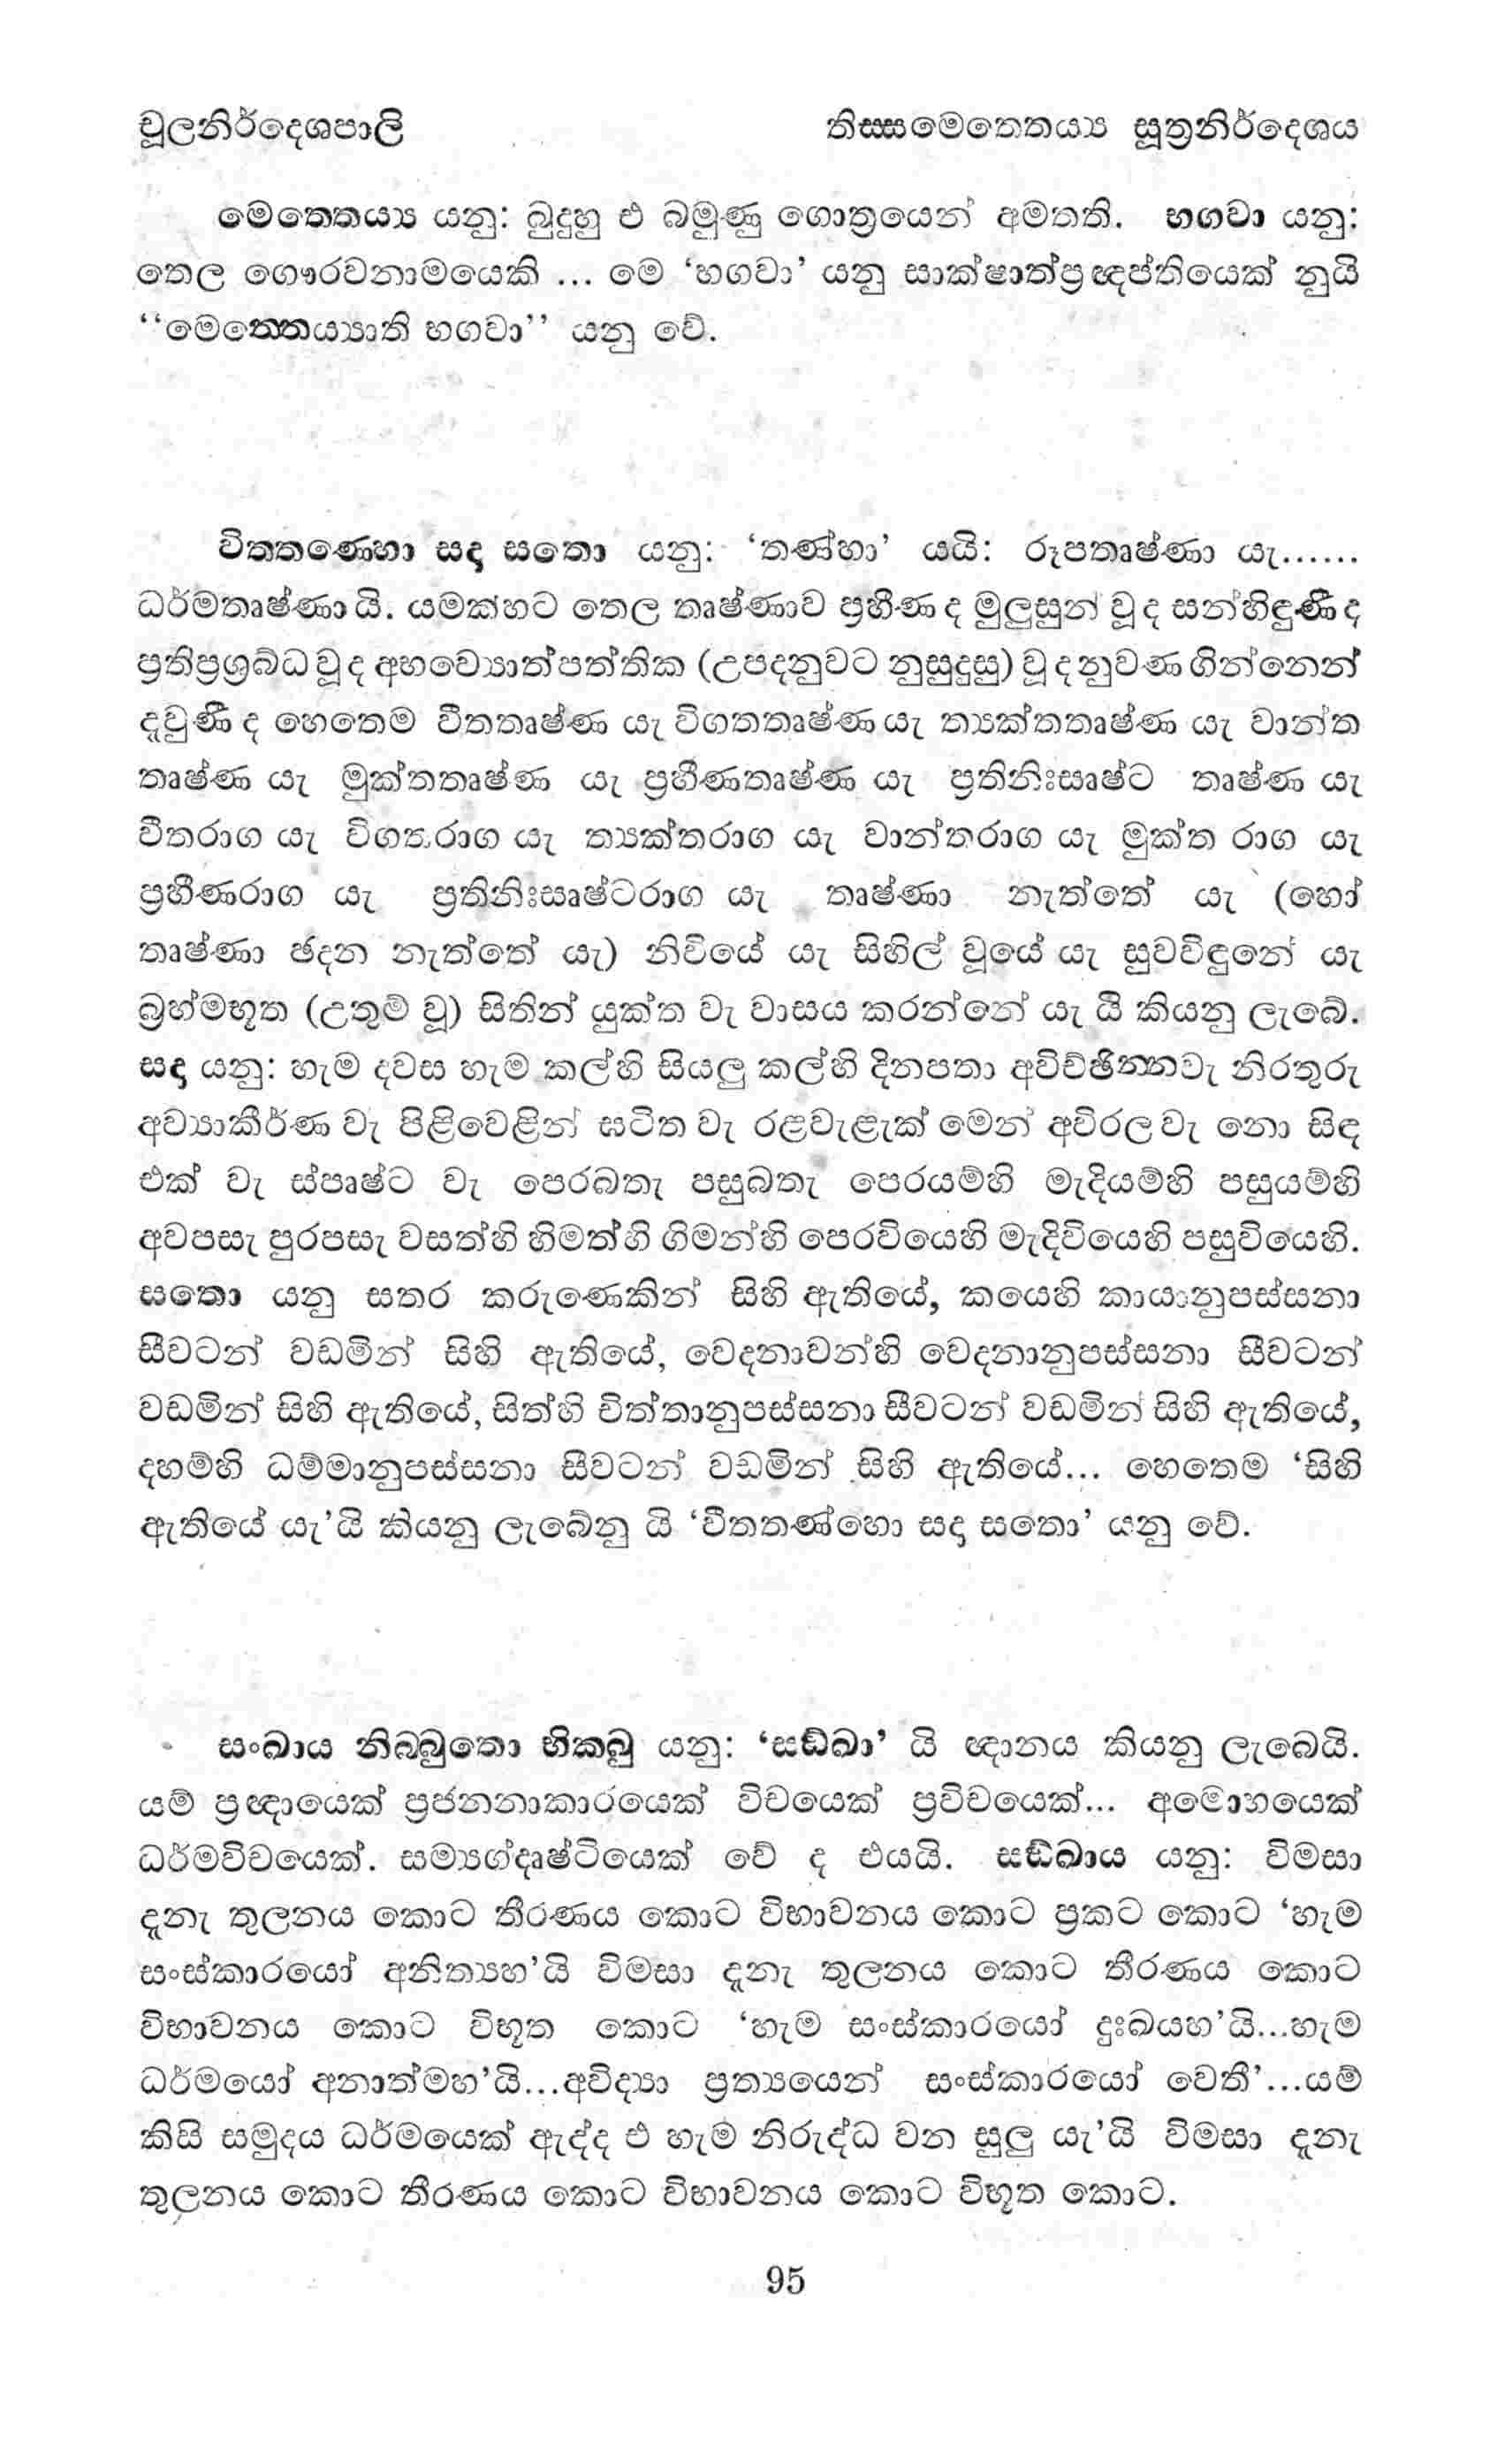 චූලනිර්දෙශපාලි තිස්සමෙත්තෙය්‍ය සූත්‍රනිර්දෙශය
මෙත්තෙය්‍ය යනු: බුදුහු එ බමුණු ගොත්‍රයෙන් අමතති. භගවා යනු:
තෙල ගෞරවනාමයෙකි ... මෙ ‘භගවා’ යනු සාක්ෂාත්ප්‍රඥප්තියෙක් නුයි
“මෙත්තෙය්‍යාති භගවා” යනු වේ.
විතතණ්හො සදා සතො යනු: ‘තණ්හා’ යයි: රූපතෘෂ්ණා යැ......
ධර්මතෘෂ්ණා යි. යමක්හට තෙල තෘෂ්ණාව ප්‍රහීණ ද මුලුසුන් වූ ද සන්හිඳුණී ද
ප්‍රතිප්‍රශ්‍රබ්ධ වූ ද අභව්‍යොත්පත්තික (උපදනුවට නුසුදුසු) වූ ද නුවණ ගින්නෙන්
දැවුණී ද හෙතෙම වීතතෘෂ්ණ යැ විගතතෘෂ්ණ යැ ත්‍යක්තතෘෂ්ණ යැ වාන්ත
තෘෂ්ණ යැ මුක්තතෘෂ්ණ යැ ප්‍රහීණතෘෂ්ණ යැ ප්‍රතිනිඃසෘෂ්ට තෘෂ්ණ යැ
වීතරාග යැ විගතරාග යැ ත්‍යක්තරාග යැ වාන්තරාග යැ මුක්ත රාග යැ
ප්‍රහීණරාග යැ ප්‍රතිනිඃසෘෂ්ටරාග යැ තෘෂ්ණා නැත්තේ යැ (හෝ
තෘෂ්ණා ඡදන නැත්තේ යැ) නිවියේ යැ සිහිල් වූයේ යැ සුවවිඳුනේ යැ
බ්‍රහ්මභූත (උතුම් වූ) සිතින් යුක්ත වැ වාසය කරන්නේ යැ යී කියනු ලැබේ.
සදා යනු: හැම දවස හැම කල්හි සියලු කල්හි දිනපතා අවිච්ඡින්නවැ නිරතුරු
අව්‍යාකීර්ණ වැ පිළිවෙළින් ඝටිත වැ රළවැළැක් මෙන් අවිරල වැ නො සිඳ
එක් වැ ස්පෘෂ්ට වැ පෙරබතැ පසුබතැ පෙරයම්හි මැදියම්හි පසුයම්හි
අවපසැ පුරපසැ වසත්හි හිමත්හි ගිමන්හි පෙරවියෙහි මැදිවියෙහි පසුවියෙහි.
සතො යනු සතර කරුණෙකින් සිහි ඇතියේ, කයෙහි කායානුපස්සනා
සීවටන් වඩමින් සිහි ඇතියේ, වෙදනාවන්හි වෙදනානුපස්සනා සීවටන්
වඩමින් සිහි ඇතියේ, සිත්හි චිත්තානුපස්සනා සීවටන් වඩමින් සිහි ඇතියේ,
දහම්හි ධම්මානුපස්සනා සීවටන් වඩමින් සිහි ඇතියේ... හෙතෙම ‘සිහි
ඇතියේ යැ’යි කියනු ලැබේනු යි ‘වීතතණ්හො සදා සතො’ යනු වේ.
සංඛාය නිබ්බුතො භික්ඛු යනු: ‘සඞ්ඛා’ යි ඥානය කියනු ලැබෙයි.
යම් ප්‍රඥායෙක් ප්‍රජනනාකාරයෙක් විචයෙක් ප්‍රවිචයෙක්... අමොහයෙක්
ධර්මවිචයෙක්. සම්‍යග්දෘෂ්ටියෙක් වේ ද එයයි. සඞ්ඛාය යනු: විමසා
දැනැ තුලනය කොට තීරණය කොට විභාවනය කොට ප්‍රකට කොට ‘හැම
සංස්කාරයෝ අනිත්‍යහ’යි විමසා දැනැ තුලනය කොට තීරණය කොට
විභාවනය කොට විභූත කොට ‘හැම සංස්කාරයෝ දුඃඛයහ’යි...හැම
ධර්මයෝ අනාත්මහ’යි...අවිද්‍යා ප්‍රත්‍යයෙන් සංස්කාරයෝ වෙතී’...යම්
කිසි සමුදය ධර්මයෙක් ඇද්ද එ හැම නිරුද්ධ වන සුලු යැ’යි විමසා දැනැ
තුලනය කොට තීරණය කොට විභාවනය කොට විභූත කොට.
95